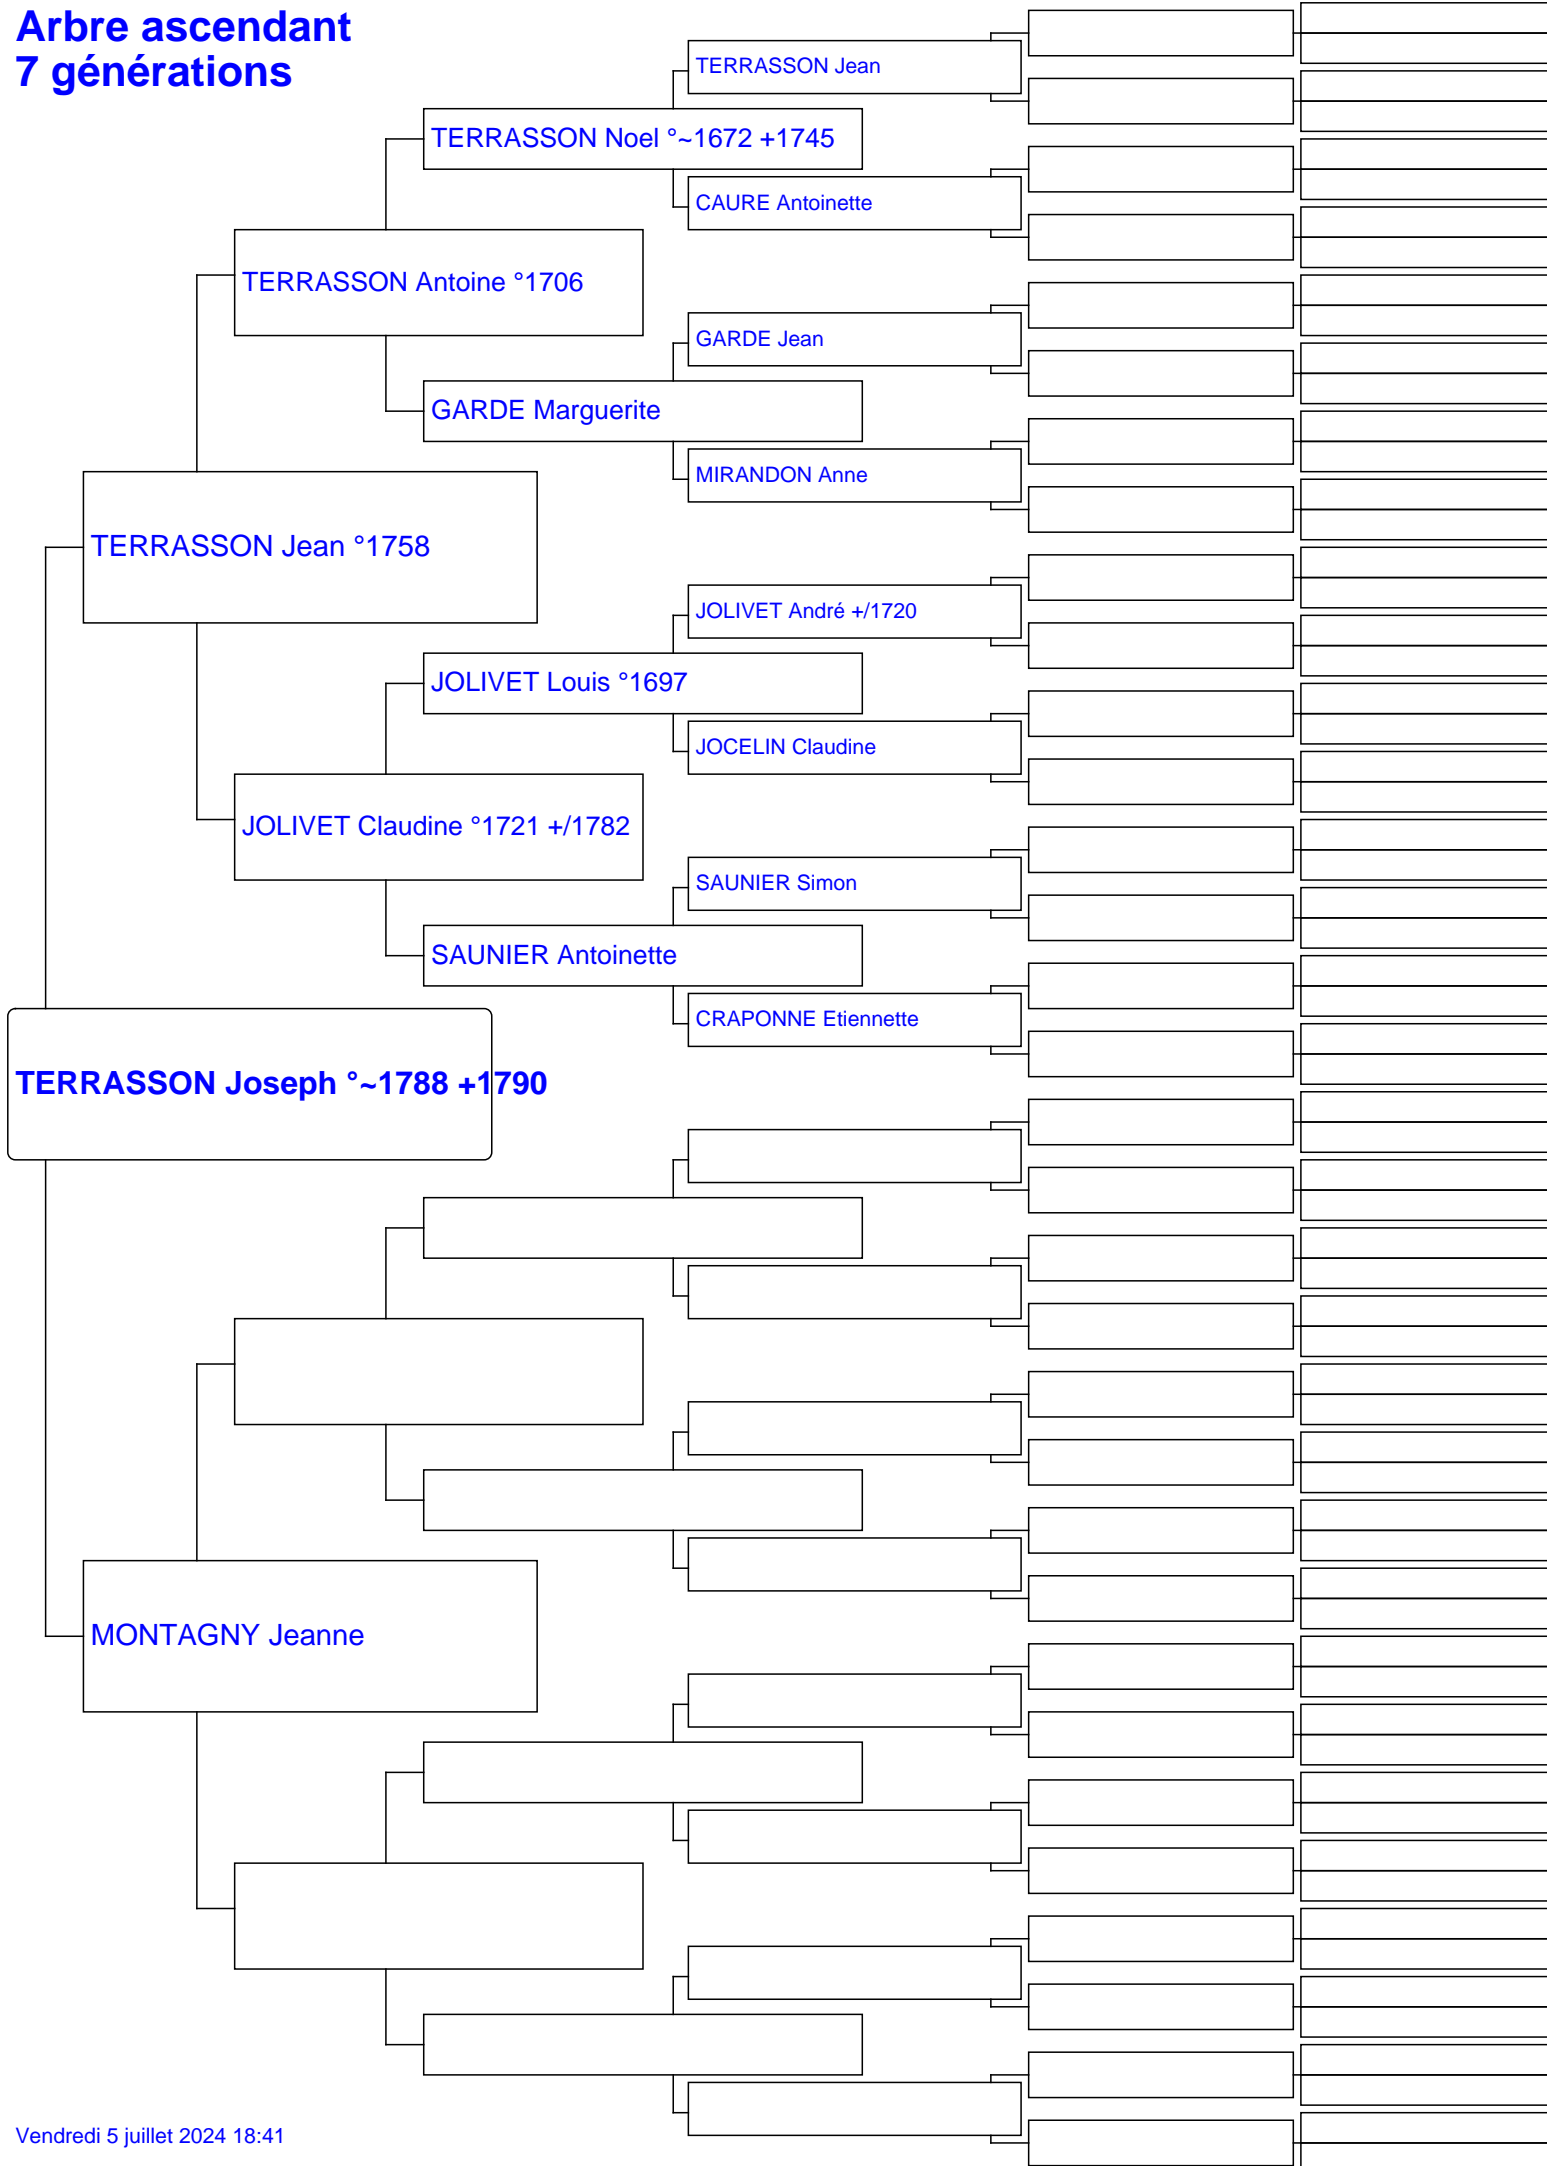 Arbre ascendant
7 générations
TERRASSON Jean
TERRASSON Noel °~1672 +1745
CAURE Antoinette
TERRASSON Antoine °1706
GARDE Jean
GARDE Marguerite
MIRANDON Anne
TERRASSON Jean °1758
JOLIVET André +/1720
JOLIVET Louis °1697
JOCELIN Claudine
JOLIVET Claudine °1721 +/1782
SAUNIER Simon
SAUNIER Antoinette
CRAPONNE Etiennette
TERRASSON Joseph °~1788 +1790
MONTAGNY Jeanne
Vendredi 5 juillet 2024 18:41